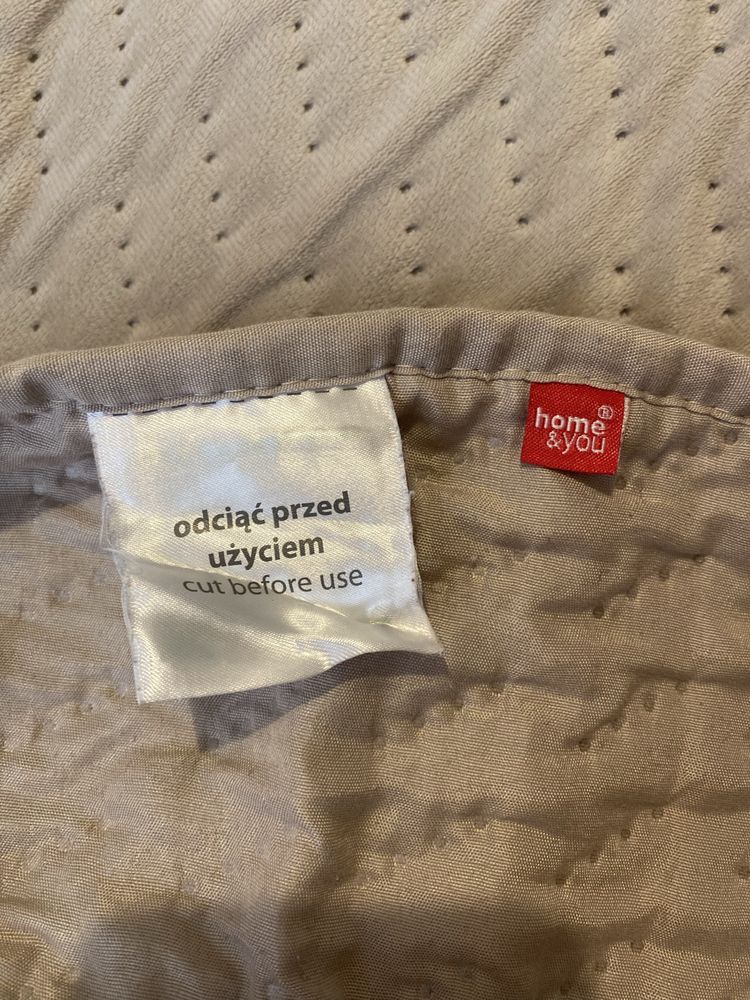 home®
&you
odciąć przed
użyciem
cut before use